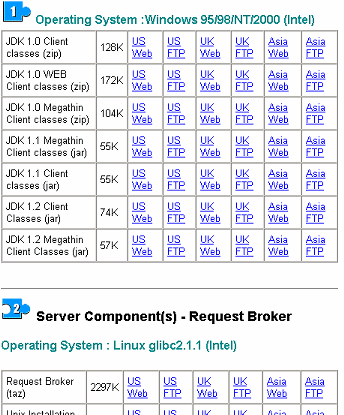 1 Operating System :Windows 95/98/NT/2000 (Intel)
JDK 1.0 Client US US UK UK Asia Asia
classes (zip) 128K Web FTP Web FTP Web FTP
JDK 1.0 WEB US US UK UK Asia Asia
Client classes (zip) 172K Web FTP Web FTP Web FTP
JDK 1.0 Megathin US US UK UK Asia Asia
Client classes (zip) 104K Web FTP Web FTP Web FTP
JDK 1.1 Megathin US US UK UK Asia Asia
Client classes (jar) 55K Web FTP Web FTP Web FTP
JDK 1.1 Client US US UK UK Asia Asia
classes (jar) 55K Web FTP Web FTP Web FTP
JDK 1.2 Client US US UK UK Asia Asia
Classes (jar) 74K Web FTP Web FTP Web FTP
JDK 1.2 Megathin US US UK UK Asia Asia
Client Classes (jar) 57K Web FTP Web FTP Web FTP
2 Server Component(s) - Request Broker
Operating System : Linux glibc2.1.1 (Intel)
Request Broker US US UK UK Asia Asia
(taz) 2297K Web FTP Web FTP Web FTP
Unix Installation US US UK UK Asia Asia